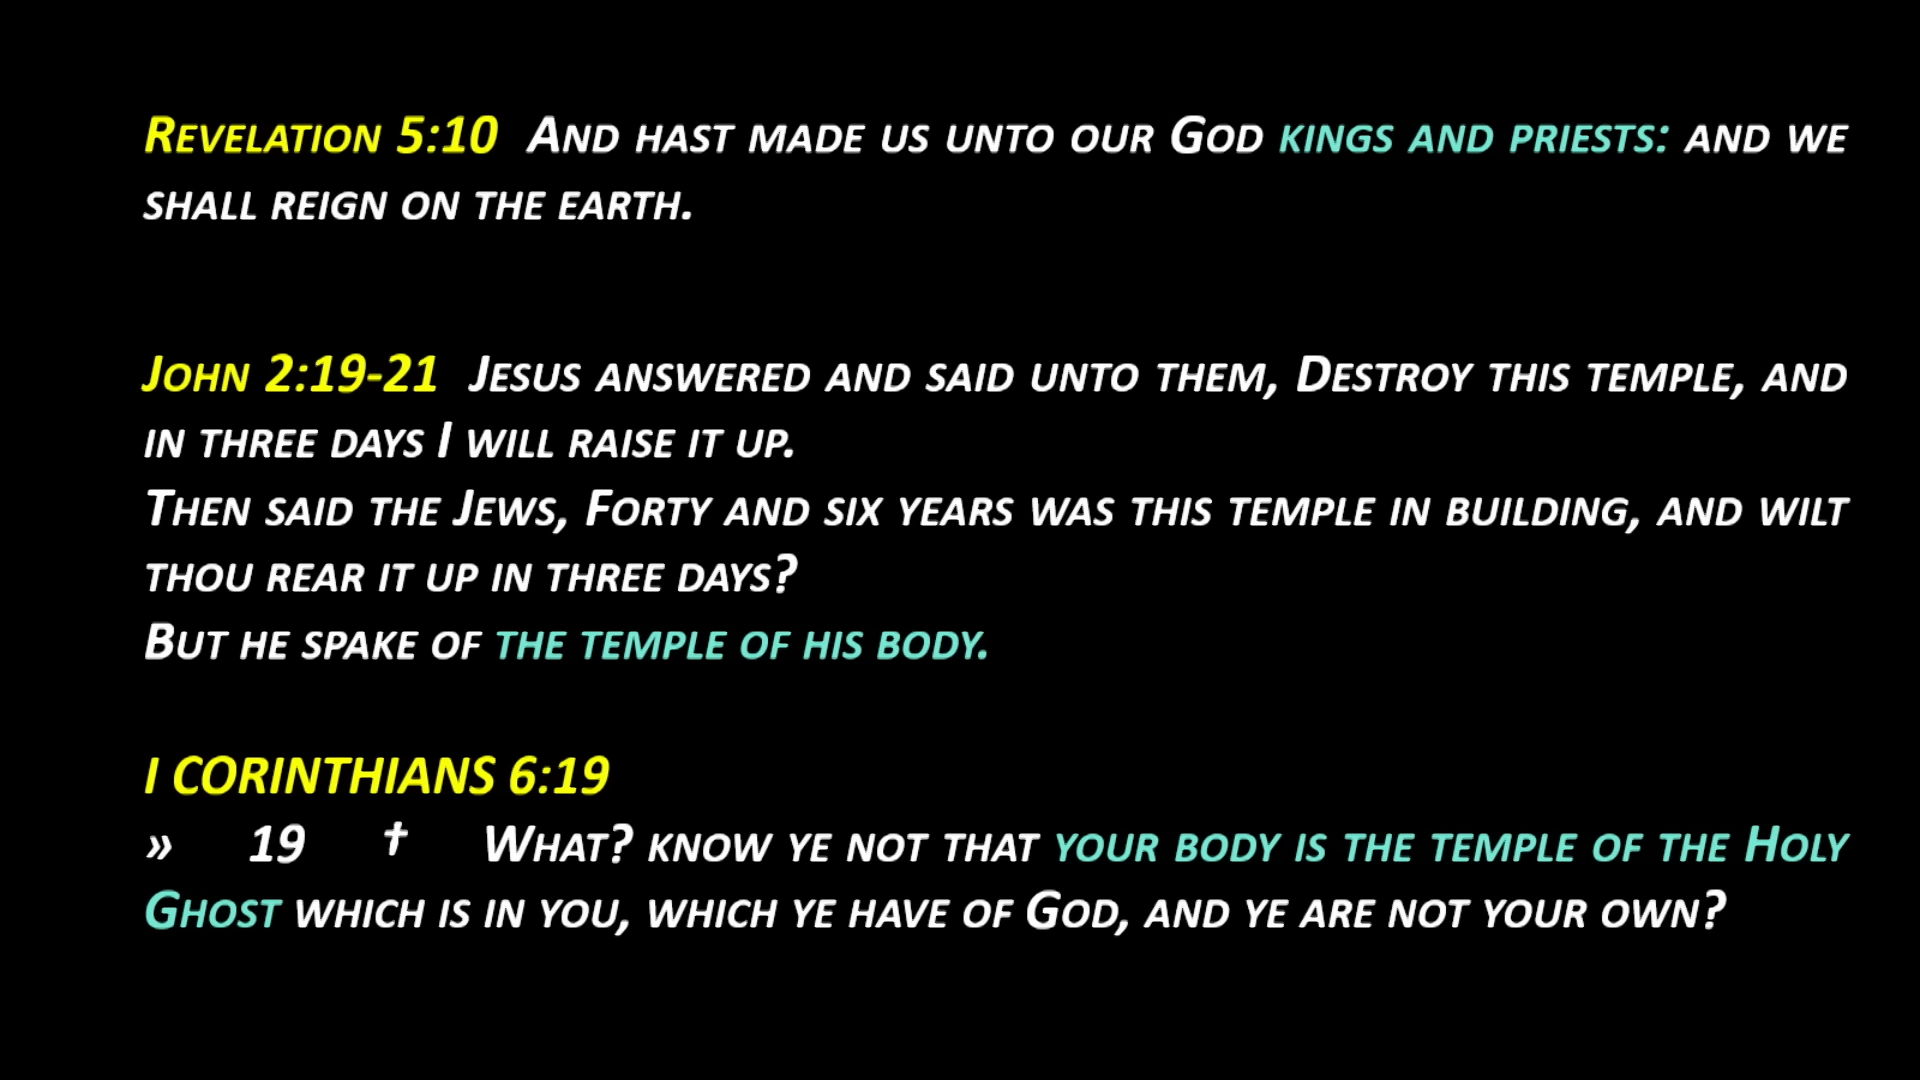 Revelation 5:10 And hast made us unto our God kings and priests: and we
shall reign on the earth.
John 2:19-21 Jesus answered and said unto them, Destroy this temple, and
in three days I will raise it up.
Then said the Jews, Forty and six years was this temple in building, and wilt
thou rear it up in three days?
But he spake of the temple of his body.
I CORINTHIANS 6:19
» 19 † What? know ye not that your body is the temple of the Holy
Ghost which is in you, which ye have of God, and ye are not your own?